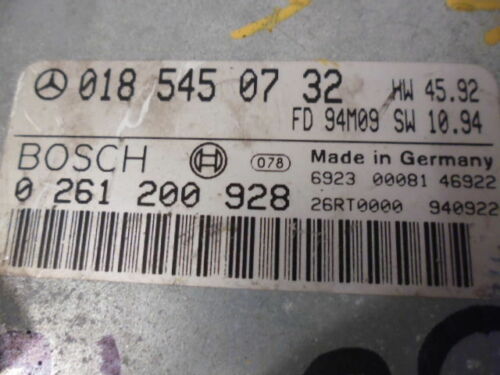 018 545 07 32 HW 45.92
FD 94M09 SW 10.94
BOSCH 078 Made in Germany
0 261 200 928 6923 00081 46922
26RT0000 940922